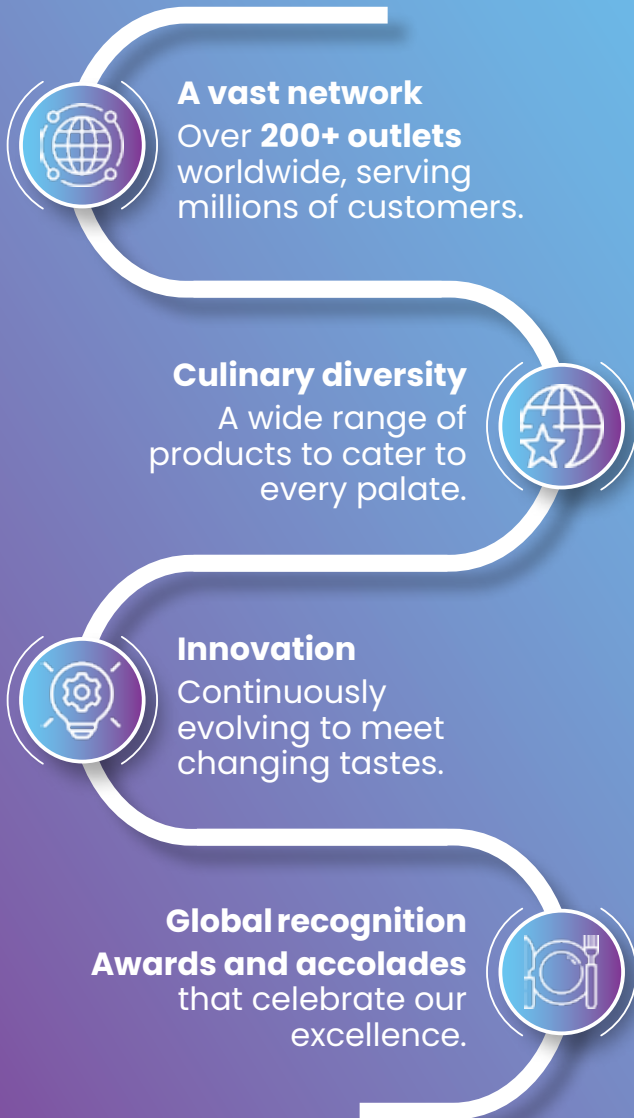 A vast network
Over 200+ outlets
worldwide, serving
millions of customers.
Culinary diversity
A wide range of
products to cater to
every palate.
Innovation
Continuously
evolving to meet
changing tastes.
Global recognition
Awards and accolades
that celebrate our
excellence.